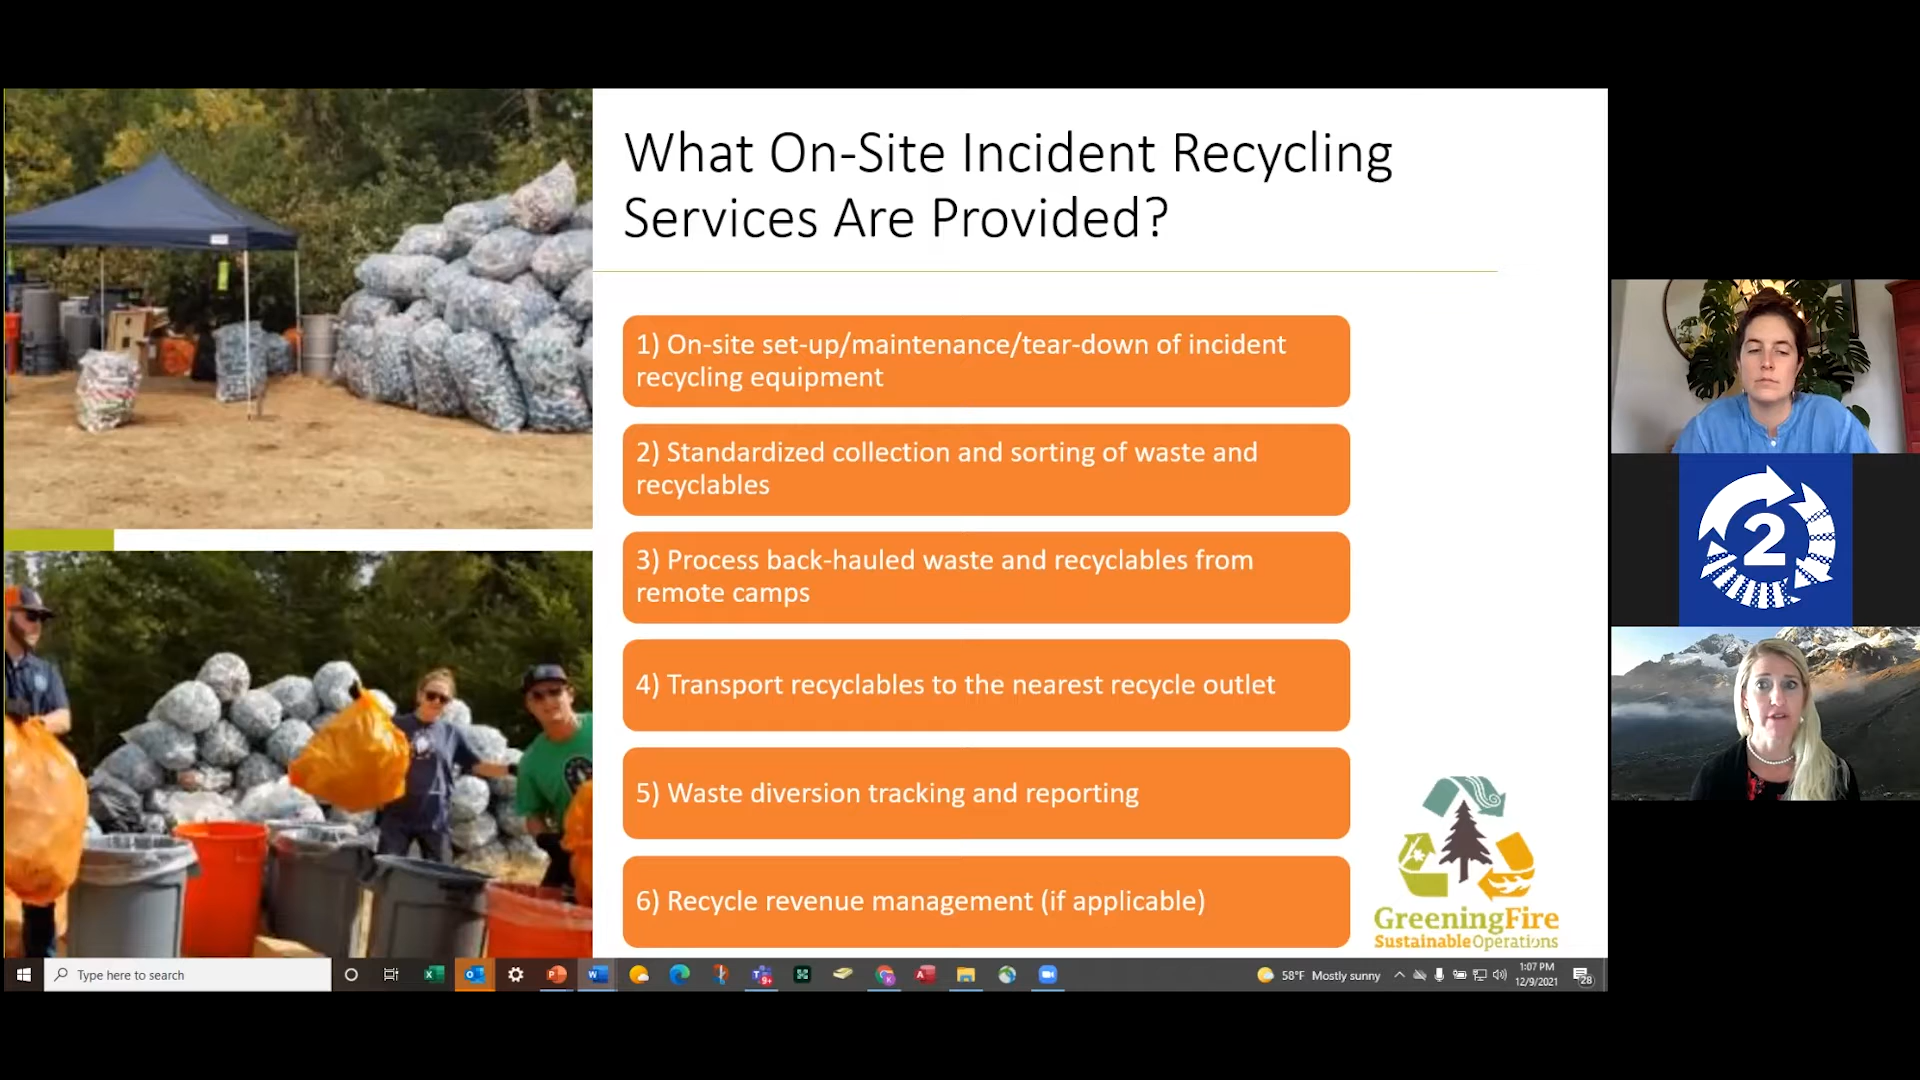 What On-Site Incident Recycling
Services Are Provided?
1) On-site set-up/maintenance/tear-down of incident
recycling equipment
2) Standardized collection and sorting of waste and
recyclables
3) Process back-hauled waste and recyclables from
remote camps
4) Transport recyclables to the nearest recycle outlet
5) Waste diversion tracking and reporting
6) Recycle revenue management (if applicable)
GreeningFire
SustainableOperations
2
Type here to search
58°F Mostly sunny
1:07 PM
12/9/2021
28